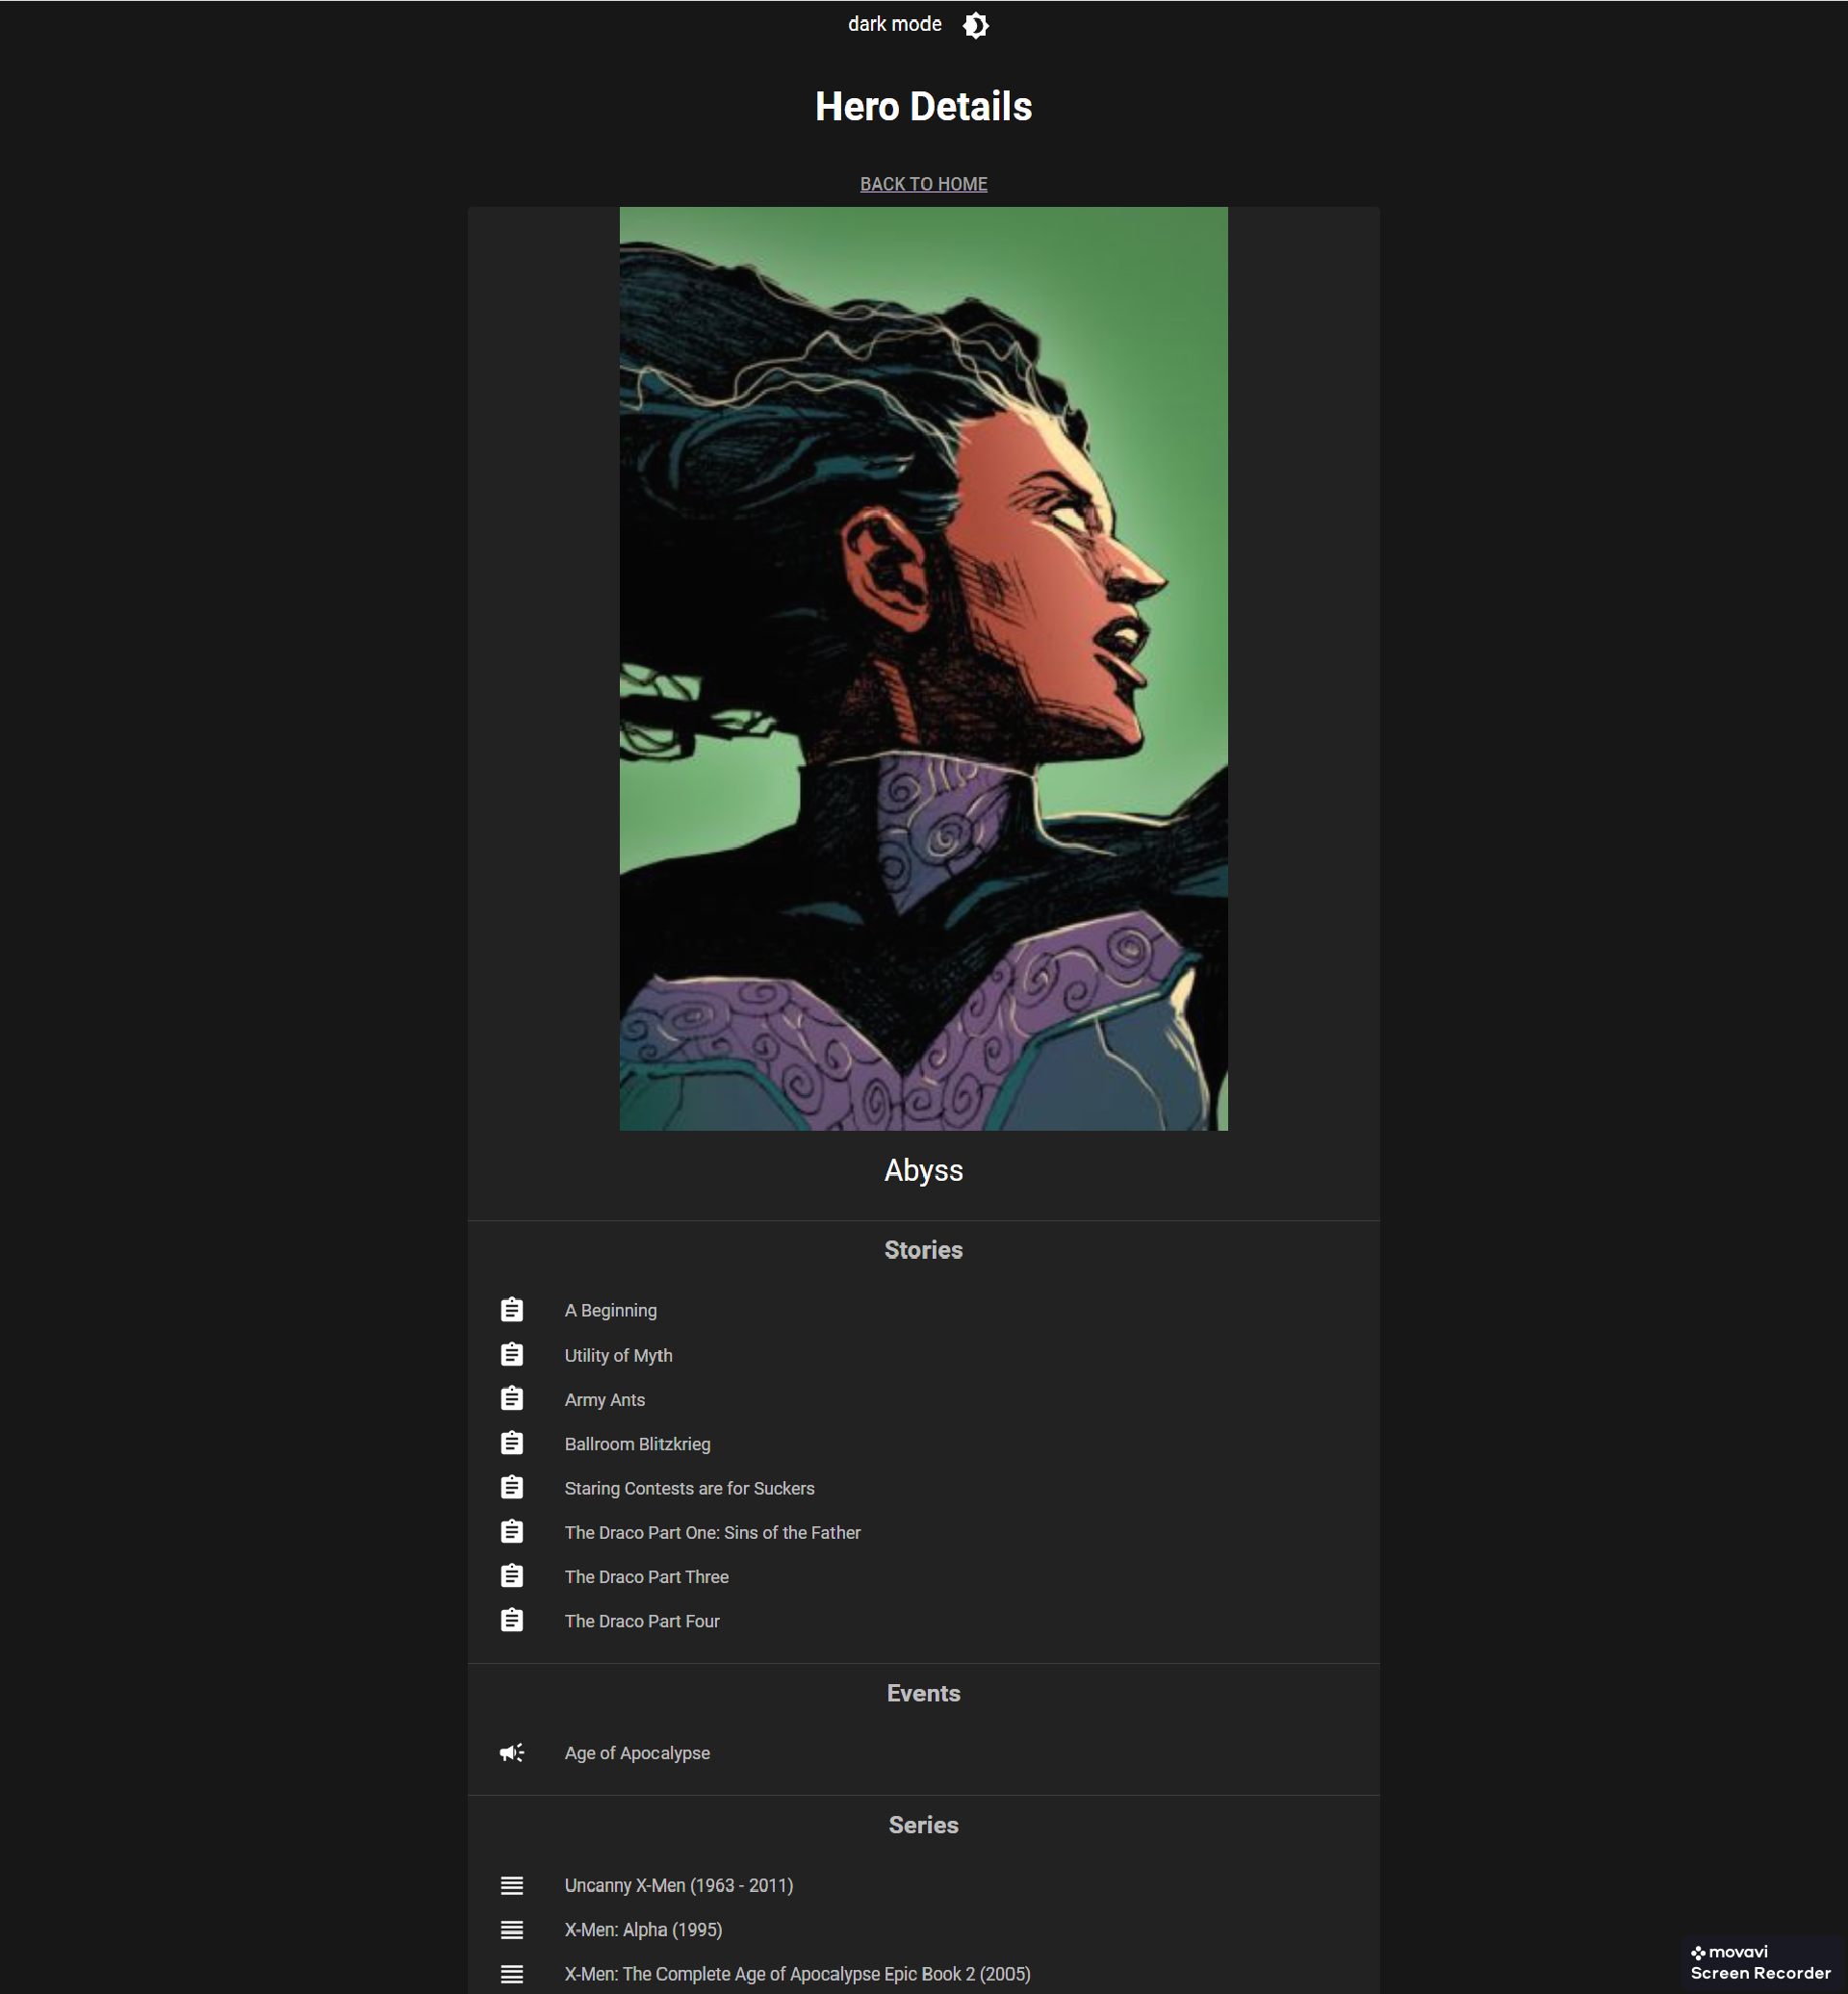 dark mode
Hero Details
BACK TO HOME
Abyss
Stories
A Beginning
Utility of Myth
Army Ants
Ballroom Blitzkrieg
Staring Contests are for Suckers
The Draco Part One: Sins of the Father
The Draco Part Three
The Draco Part Four
Events
Age of Apocalypse
Series
Uncanny X-Men (1963 - 2011)
X-Men: Alpha (1995)
X-Men: The Complete Age of Apocalypse Epic Book 2 (2005)
movavi
Screen Recorder